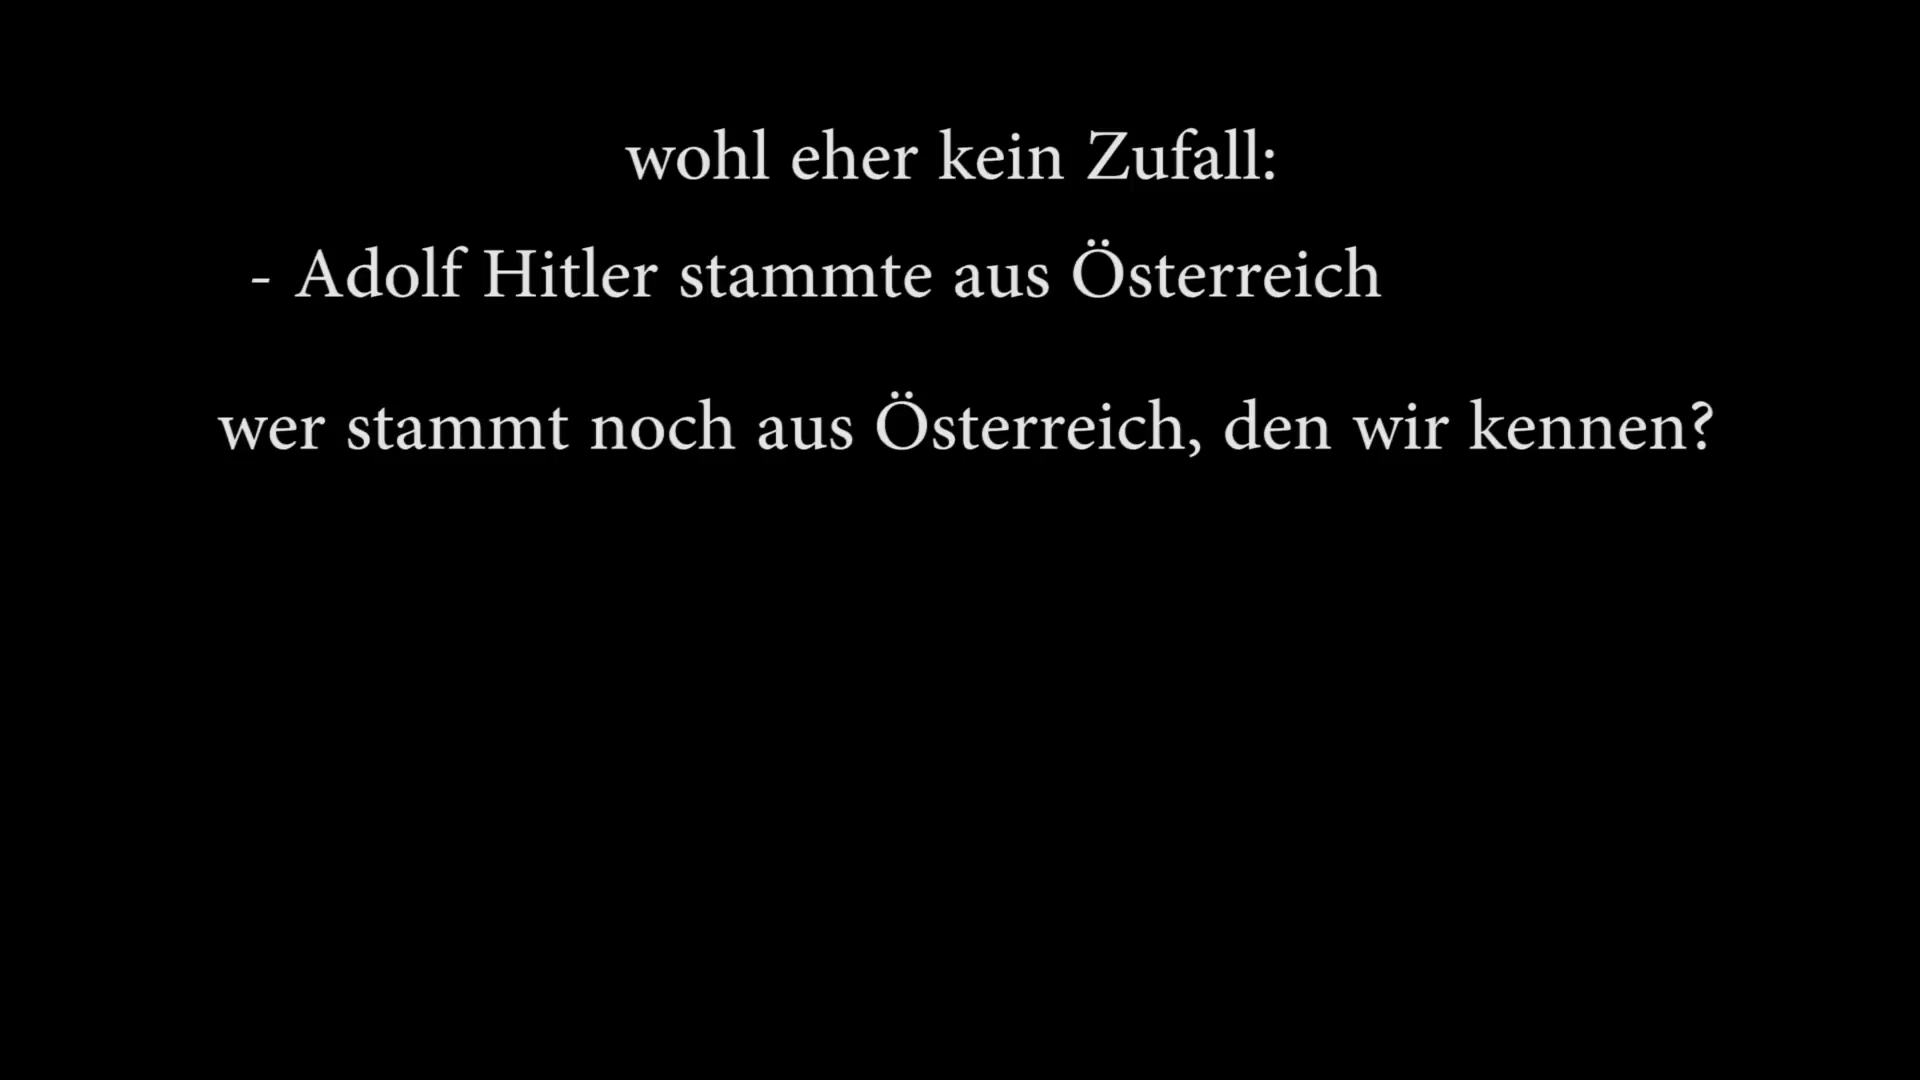 wohl eher kein Zufall:
- Adolf Hitler stammte aus Österreich
wer stammt noch aus Österreich, den wir kennen?